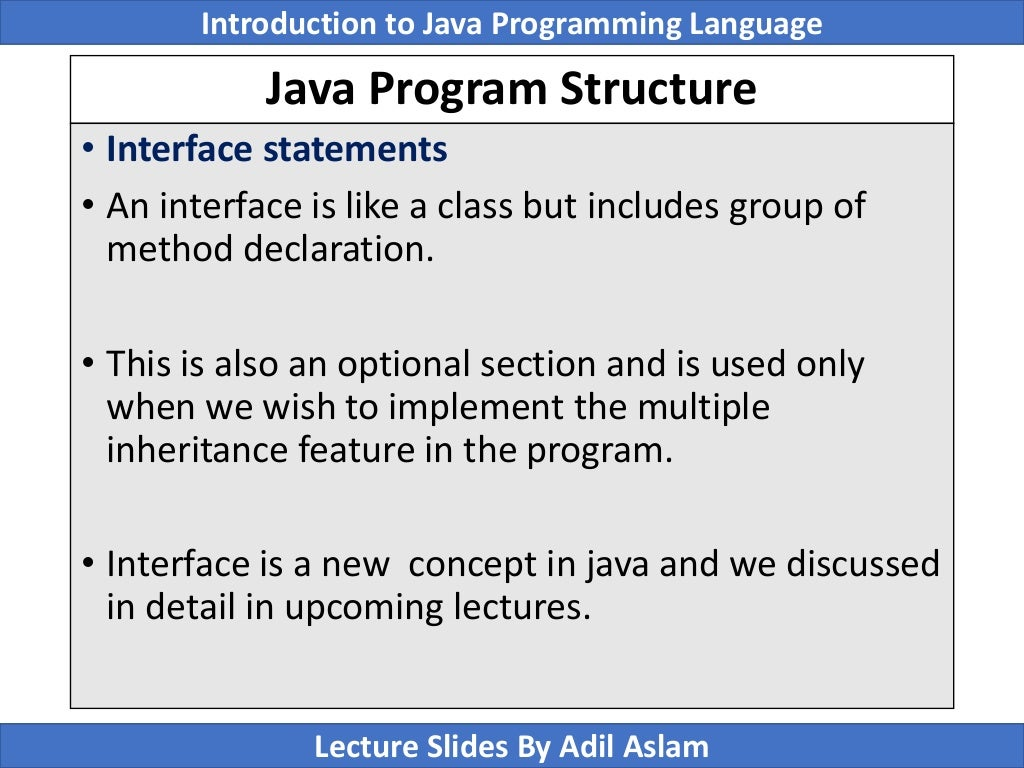 Introduction to Java Programming Language
Java Program Structure
• Interface statements
• An interface is like a class but includes group of
method declaration.
• This is also an optional section and is used only
when we wish to implement the multiple
inheritance feature in the program.
• Interface is a new  concept in java and we discussed
in detail in upcoming lectures.
Lecture Slides By Adil Aslam